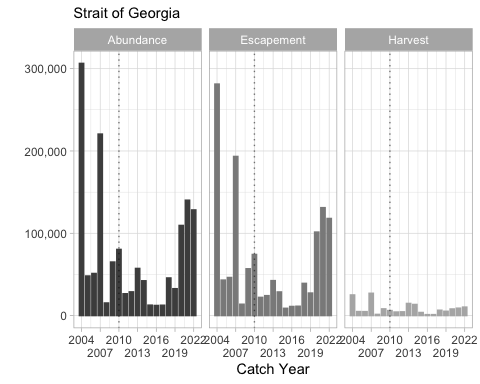 Strait of Georgia
Abundance Escapement Harvest
300,000
200,000
100,000
0
2004 2010 2016 2022 2004 2010 2016 2022 2004 2010 2016 2022
2007 2013 2019 2007 2013 2019 2007 2013 2019
Catch Year